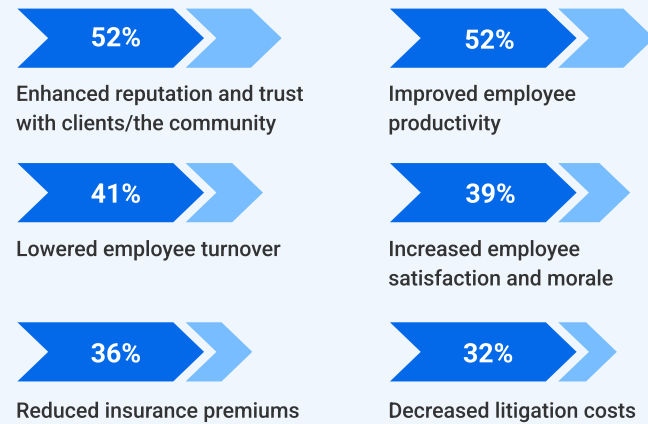 52%
Enhanced reputation and trust
with clients/the community
52%
Improved employee
productivity
41%
Lowered employee turnover
39%
Increased employee
satisfaction and morale
36%
Reduced insurance premiums
32%
Decreased litigation costs